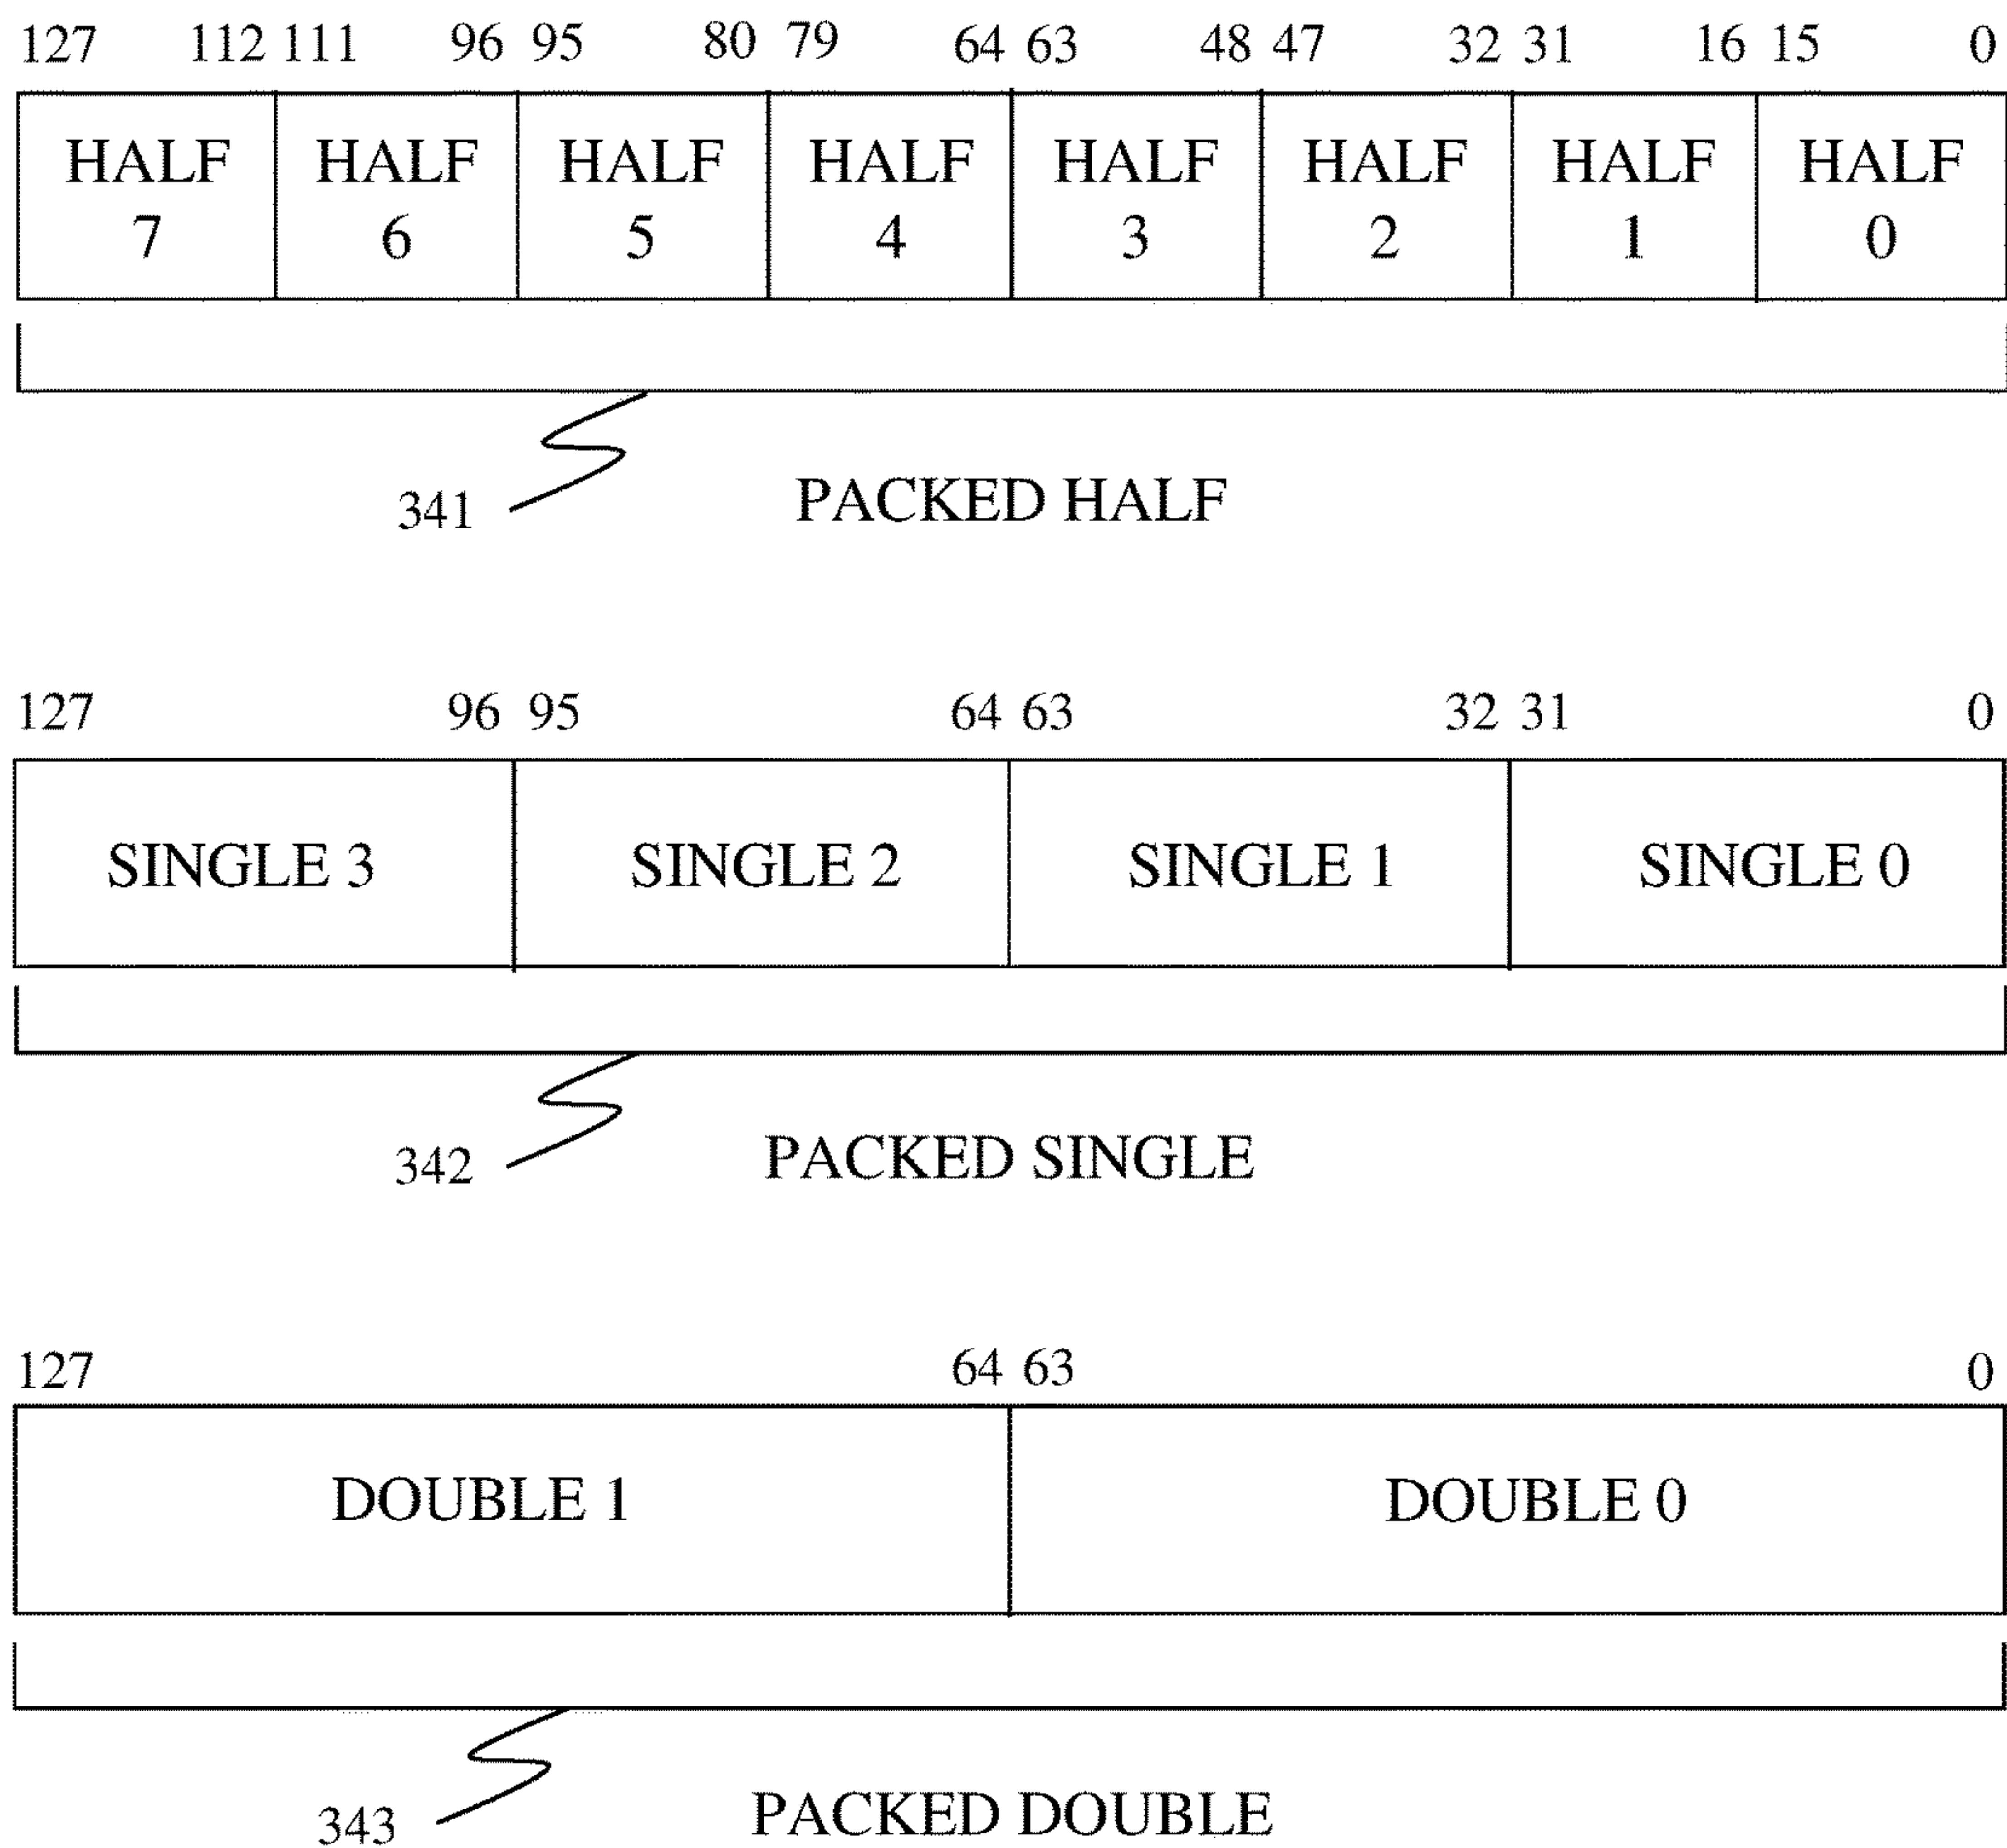 127 112 111 96 95 80 79 64 63 48 47 32 31 16 15 0
HALF HALF HALF HALF HALF HALF HALF HALF
7 6 5 4 3 2 1 0
341 PACKED HALF
127 96 95 64 63 32 31 0
SINGLE 3 SINGLE 2 SINGLE 1 SINGLE 0
342 PACKED SINGLE
127 64 63 0
DOUBLE 1 DOUBLE 0
343 PACKED DOUBLE